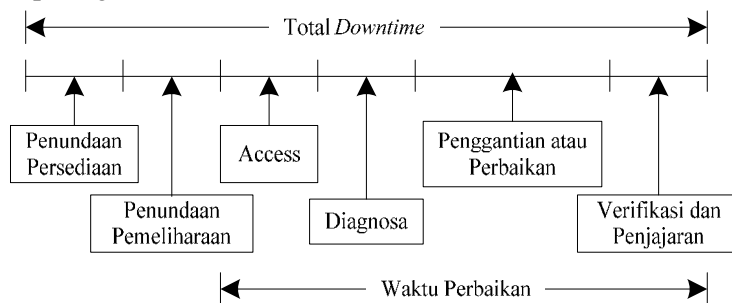 Total Downtime
Penundaan
Persediaan
Access
Penggantian atau
Perbaikan
Penundaan
Pemeliharaan
Diagnosa
Verifikasi dan
Penjajaran
Waktu Perbaikan